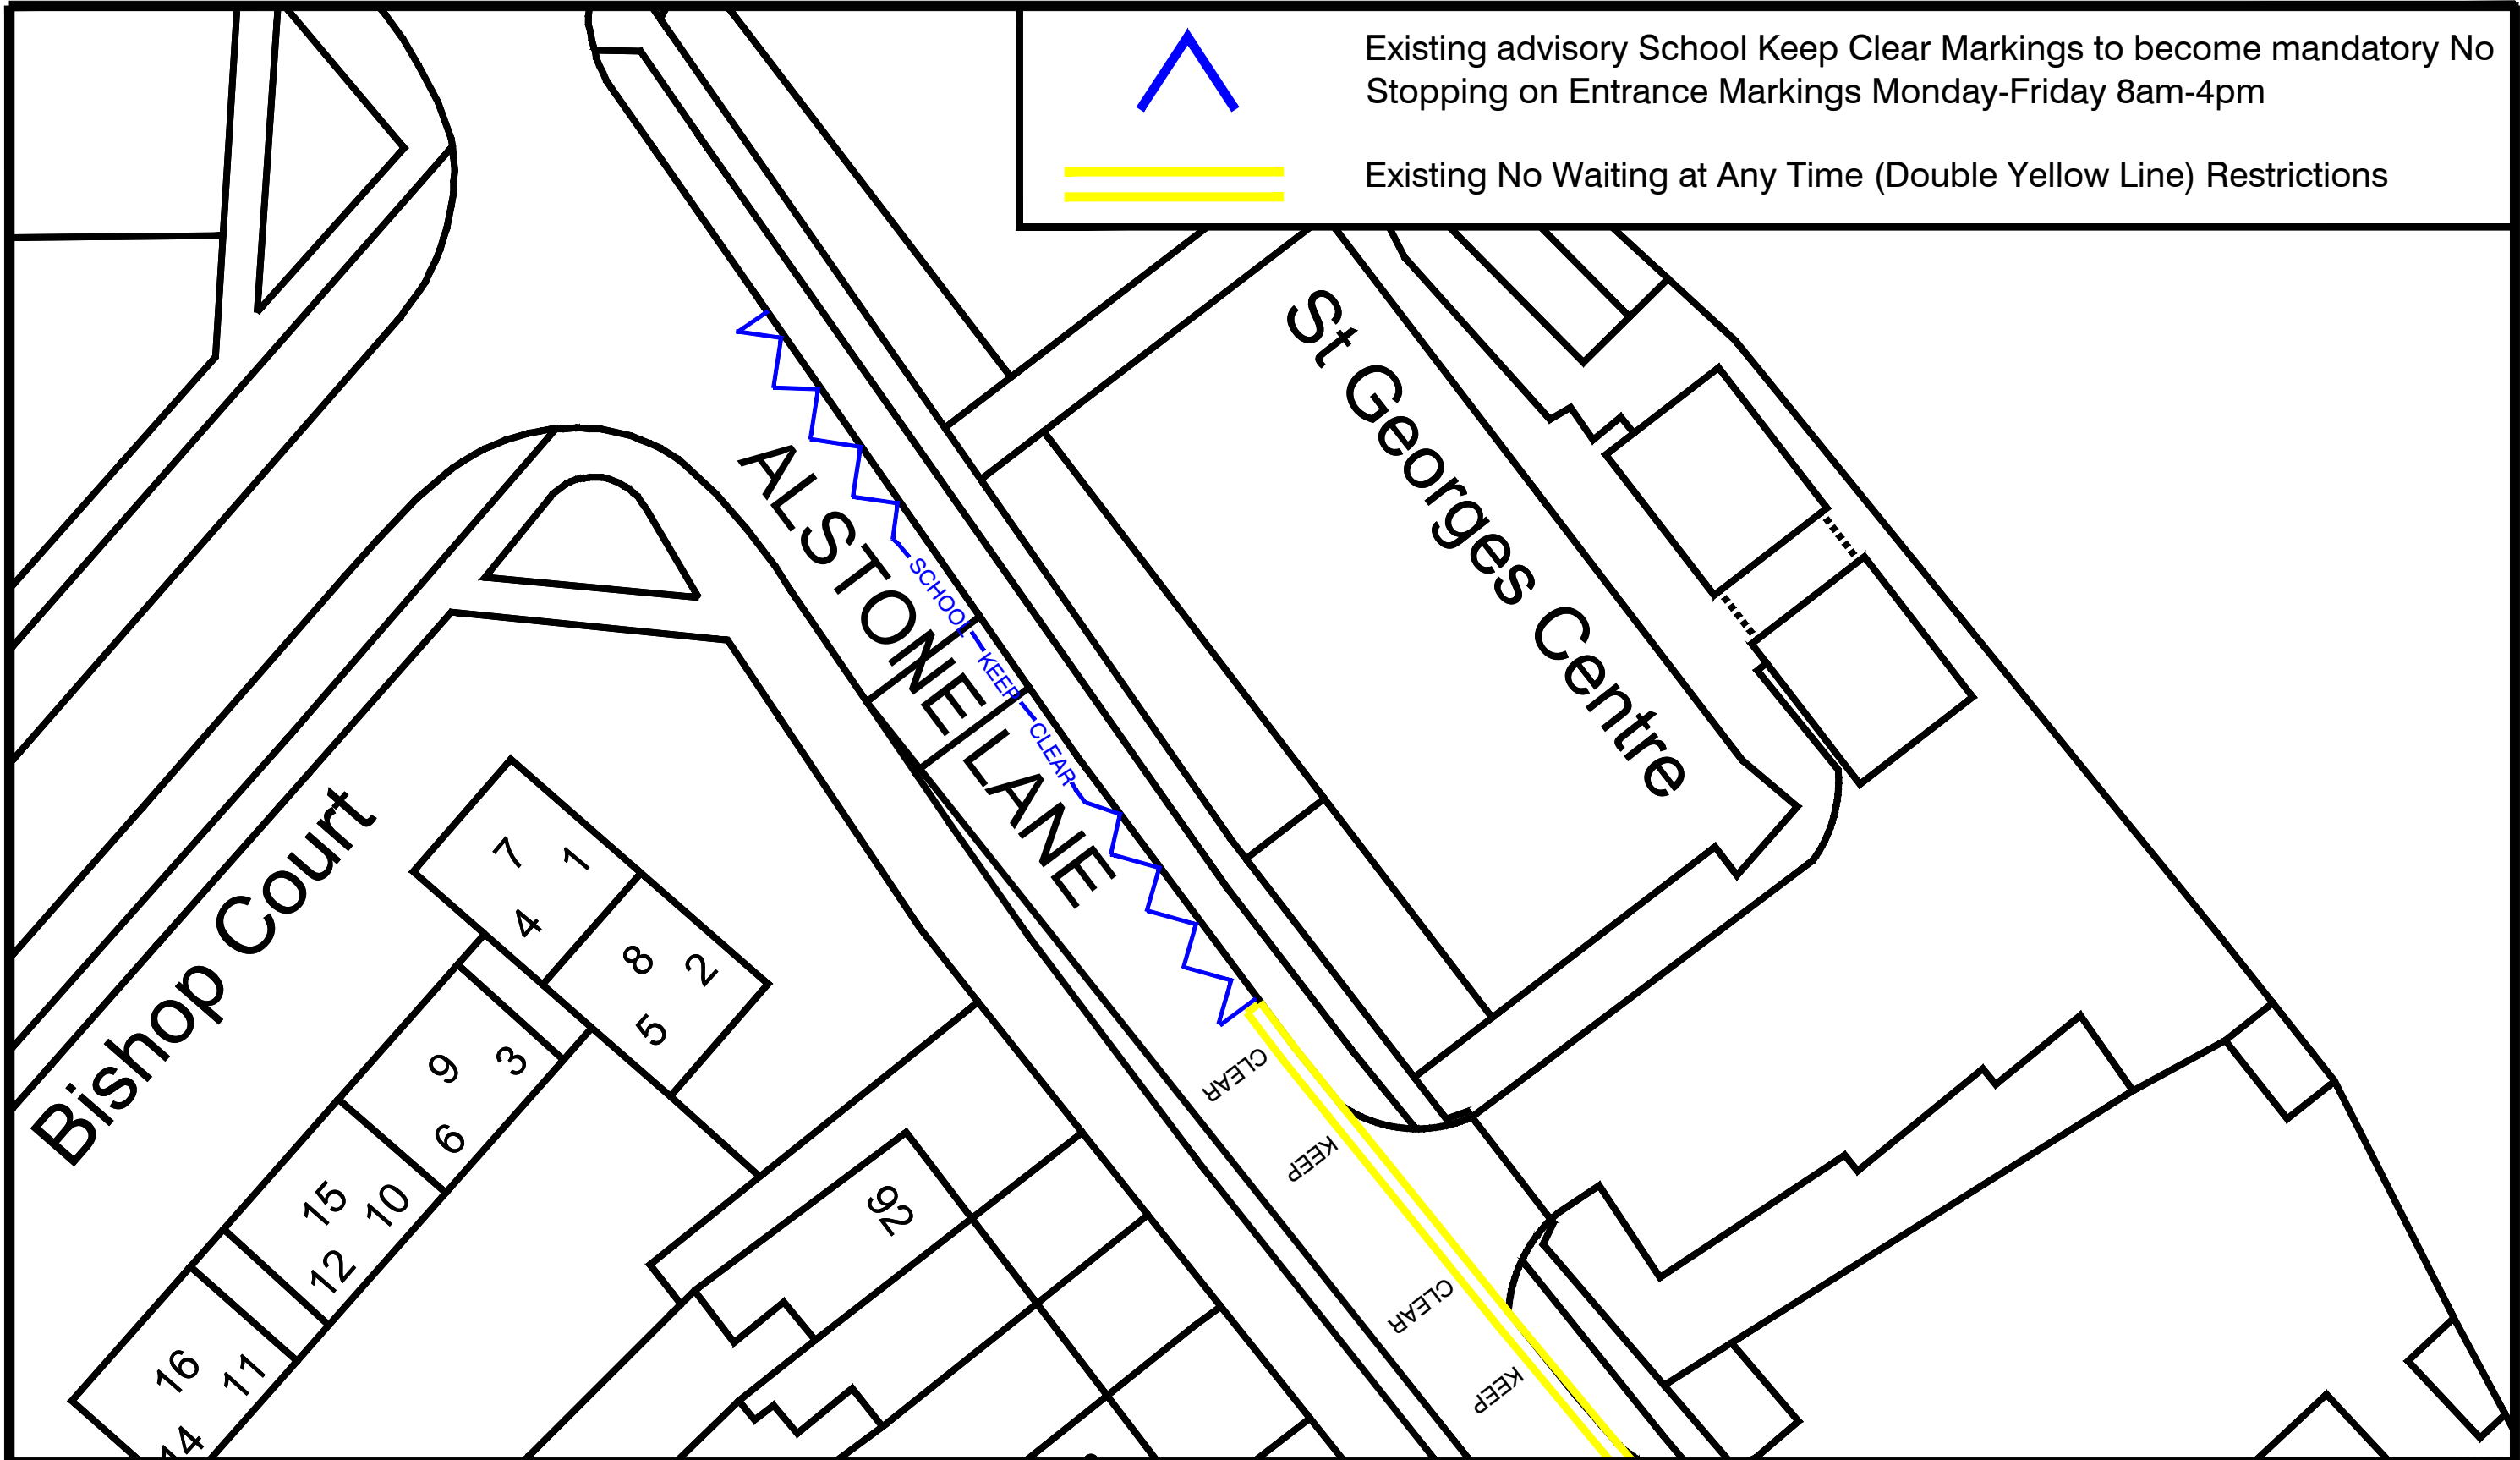 Existing advisory School Keep Clear Markings to become mandatory No
Stopping on Entrance Markings Monday-Friday 8am-4pm
Existing No Waiting at Any Time (Double Yellow Line) Restrictions
St Georges Centre
ALSTONE LANE
SCHOOL KEEP CLEAR
Bishop Court
7
1
4
8
2
5
9
3
6
15
10
12
16
11
14
92
CLEAR
KEEP
CLEAR
KEEP